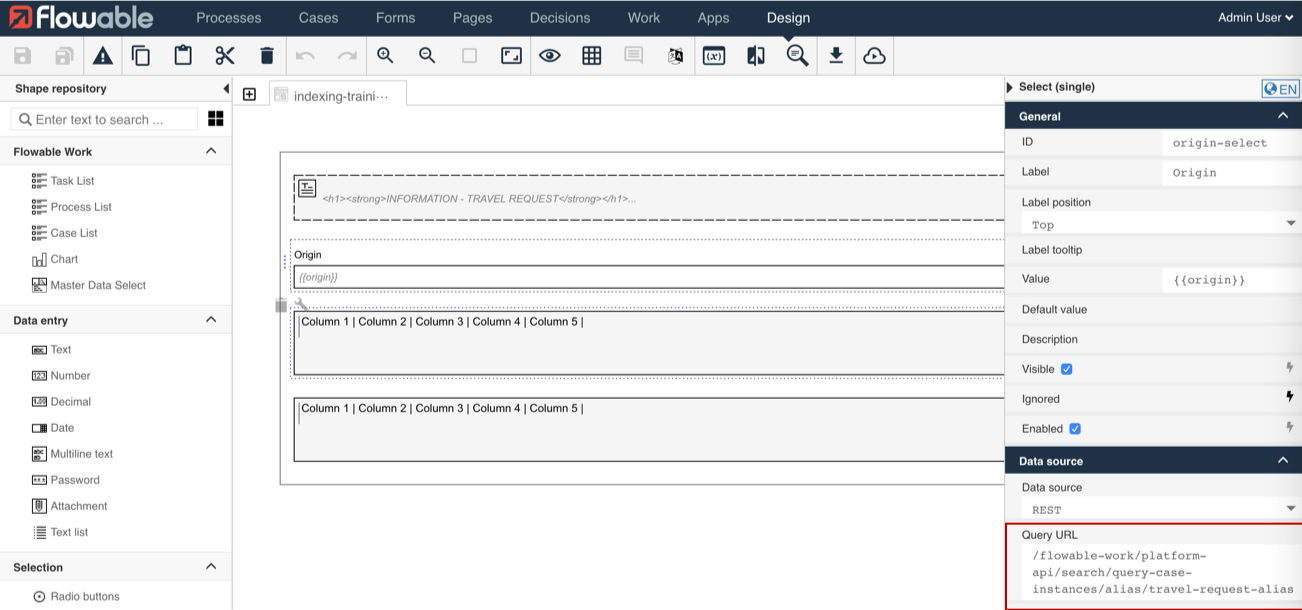 Flowable
Processes Cases Forms Pages Decisions Work Apps Design Admin User
Shape repository
Enter text to search ...
Flowable Work
Task List
Process List
Case List
Chart
Master Data Select
Data entry
Text
Number
Decimal
Date
Multiline text
Password
Attachment
Text list
Selection
Radio buttons
indexing-traini···
<h1><strong>INFORMATION - TRAVEL REQUEST</strong></h1>...
Origin
{{origin}}
Column 1 | Column 2 | Column 3 | Column 4 | Column 5 |
Column 1 | Column 2 | Column 3 | Column 4 | Column 5 |
Select (single)
EN
General
ID origin-select
Label Origin
Label position
Top
Label tooltip
Value {{origin}}
Default value
Description
Visible
Ignored
Enabled
Data source
Data source
REST
Query URL
/flowable-work/platform-
api/search/query-case-
instances/alias/travel-request-alias